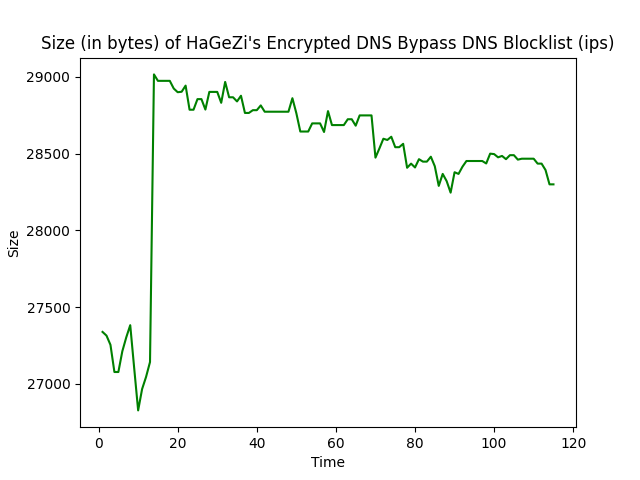 Size (in bytes) of HaGeZi's Encrypted DNS Bypass DNS Blocklist (ips)
29000
28500
28000
27500
27000
Size
0 20 40 60 80 100 120
Time